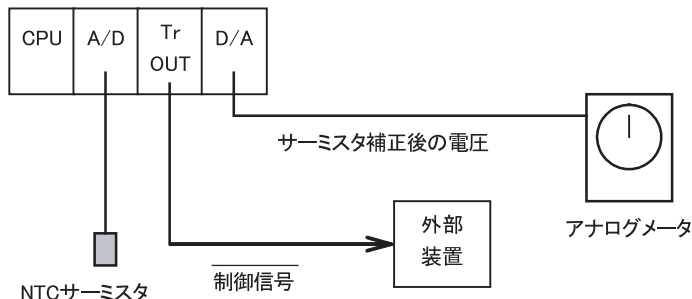 CPU
A/D
Tr
OUT
D/A
サーミスタ補正後の電圧
アナログメータ
外部
装置
制御信号
NTCサーミスタ